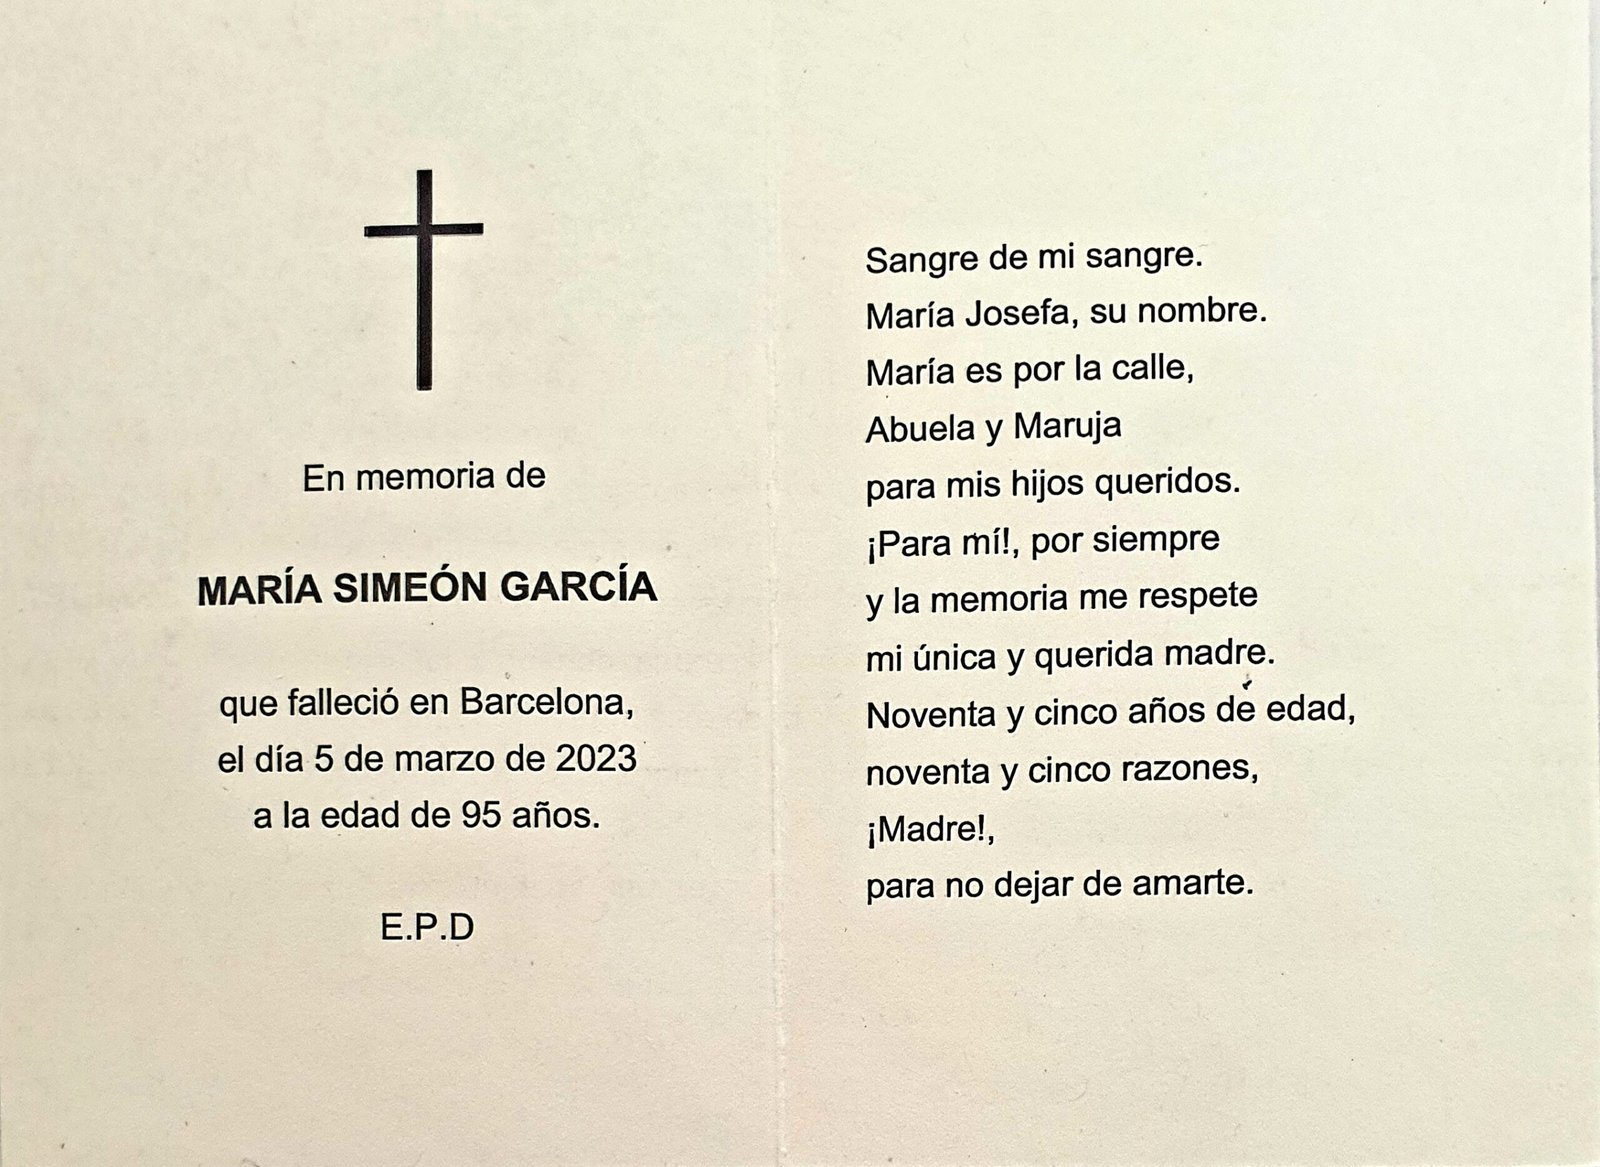 En memoria de
MARÍA SIMEÓN GARCÍA
que falleció en Barcelona,
el día 5 de marzo de 2023
a la edad de 95 años.
E.P.D
Sangre de mi sangre.
María Josefa, su nombre.
María es por la calle,
Abuela y Maruja
para mis hijos queridos.
¡Para mí!, por siempre
y la memoria me respete
mi única y querida madre.
Noventa y cinco años de edad,
noventa y cinco razones,
¡Madre!,
para no dejar de amarte.